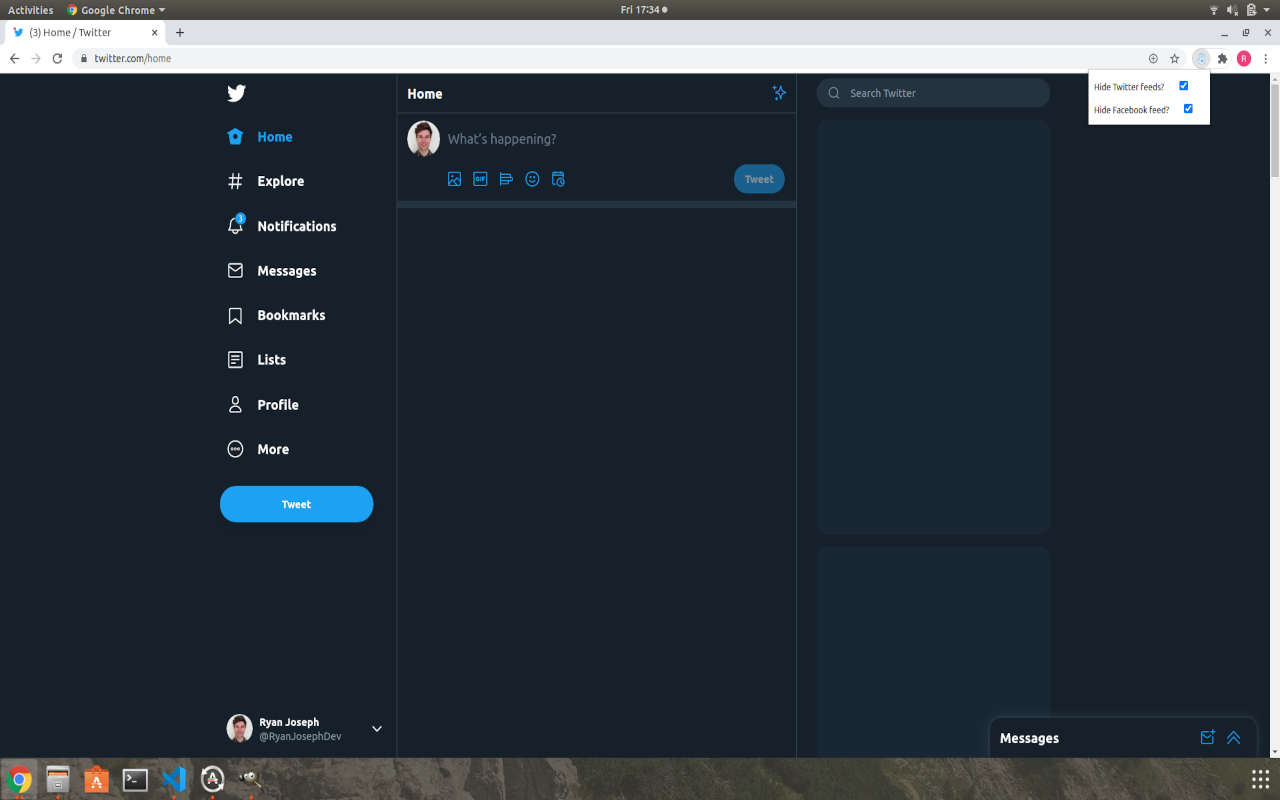 Activities
Google Chrome
Fri 17:34
(3) Home / Twitter
twitter.com/home
R
Hide Twitter feeds?
Hide Facebook feed?
Home
Search Twitter
Home
What's happening?
Explore
GIF
Tweet
3
Notifications
Messages
Bookmarks
Lists
Profile
More
Tweet
Ryan Joseph
@RyanJosephDev
Messages